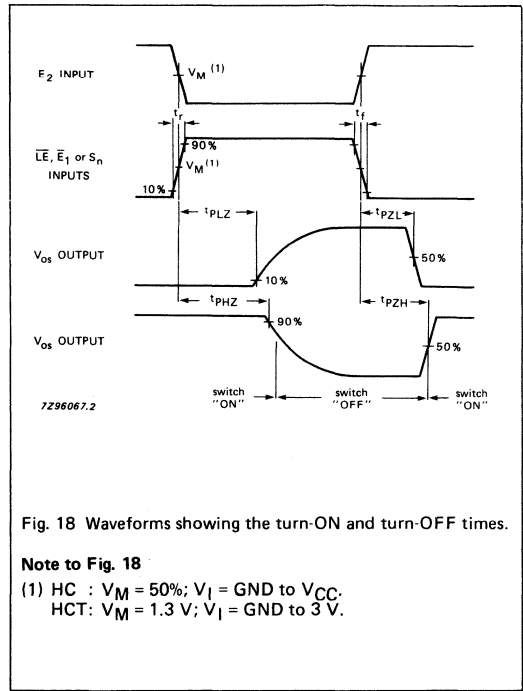 E2 INPUT
VM (1)
tr
tf
LE, E1 or Sn
INPUTS
90%
VM(1)
10%
tPLZ
tPZL
Vos OUTPUT
50%
10%
tPHZ
tPZH
90%
Vos OUTPUT
50%
switch "ON"
switch "OFF"
switch "ON"
7Z96067.2
Fig. 18 Waveforms showing the turn-ON and turn-OFF times.
Note to Fig. 18
(1) HC : VM = 50%; VI = GND to VCC.
HCT: VM = 1.3 V; VI = GND to 3 V.